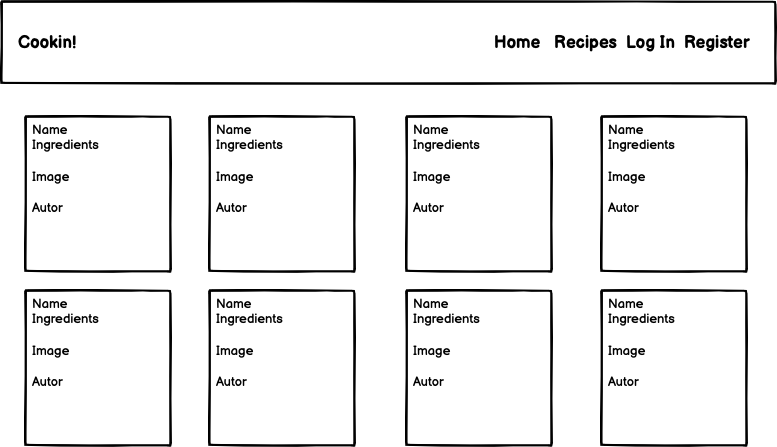 Cookin! Home Recipes Log In Register
Name Name Name Name
Ingredients Ingredients Ingredients Ingredients
Image Image Image Image
Autor Autor Autor Autor
Name Name Name Name
Ingredients Ingredients Ingredients Ingredients
Image Image Image Image
Autor Autor Autor Autor